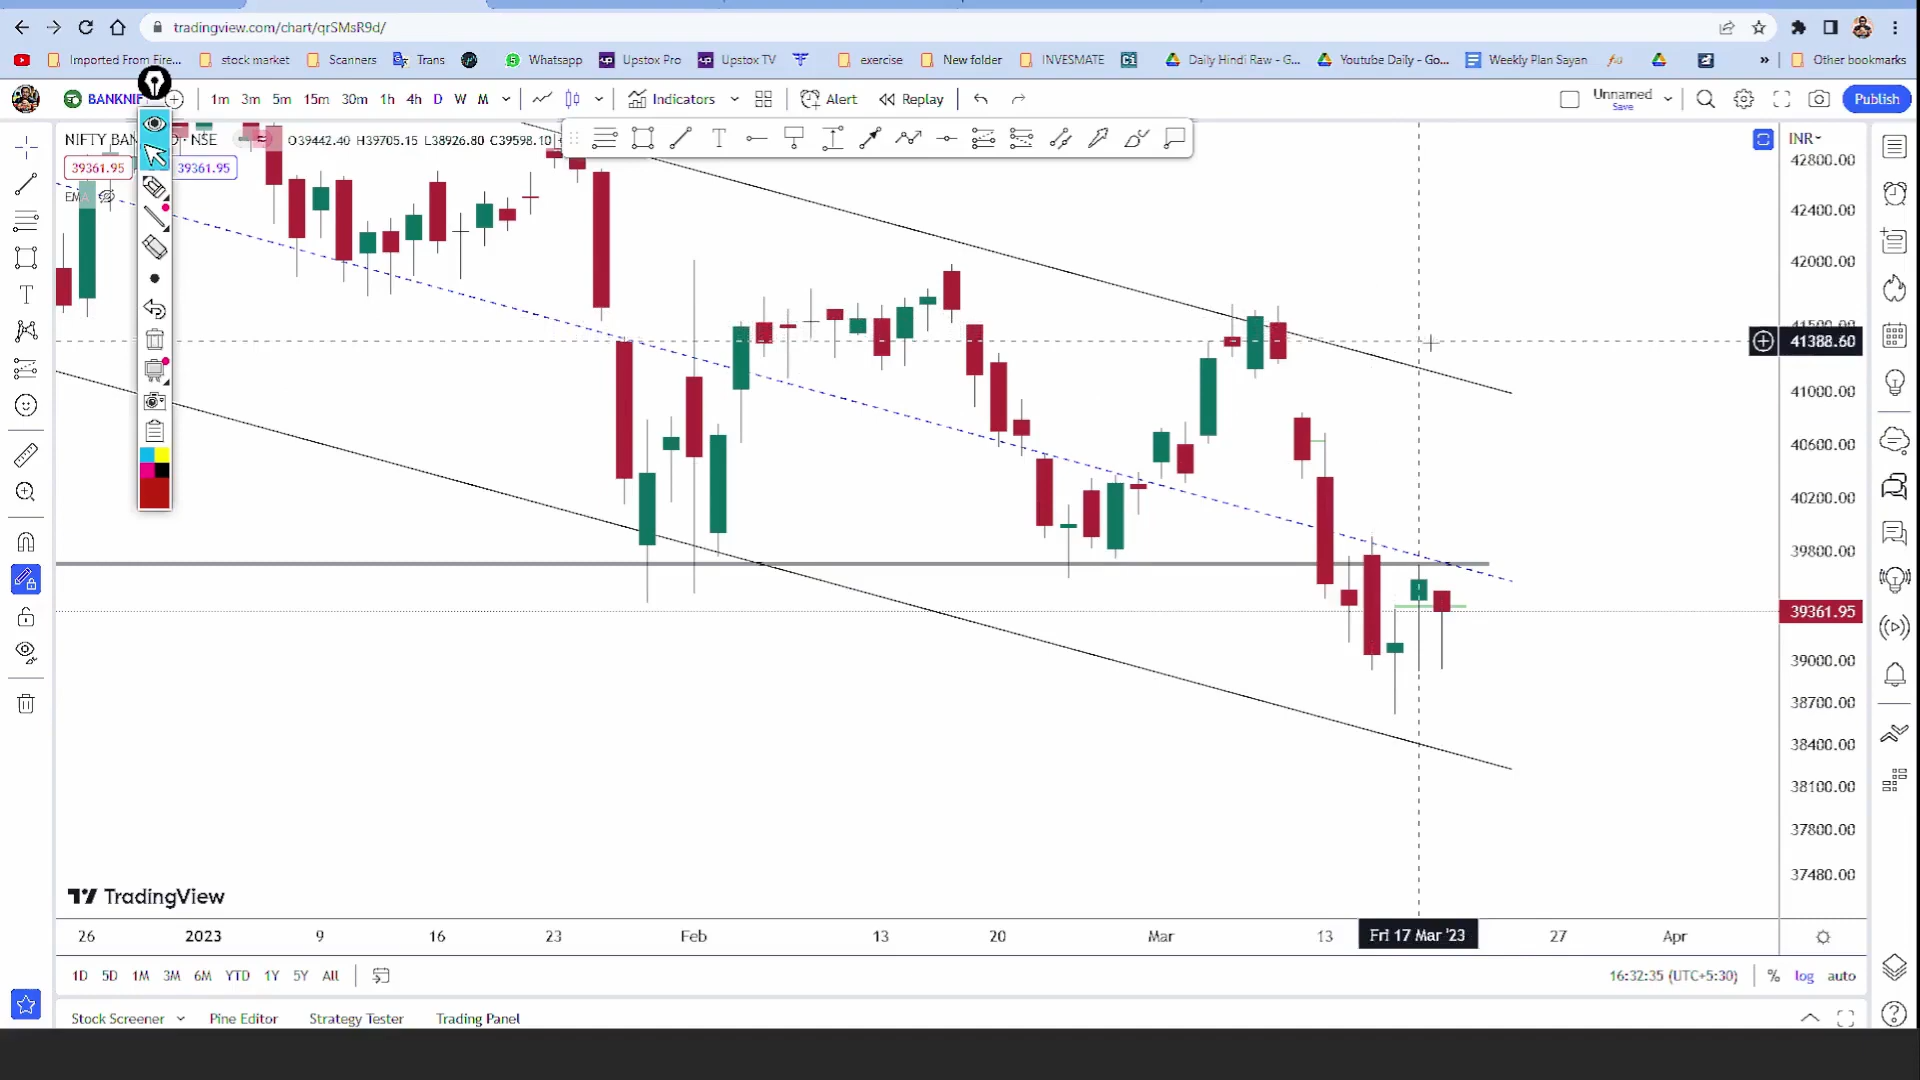 tradingview.com/chart/qrSMsR9d/
Imported From Fire... stock market Scanners Trans Whatsapp Upstox Pro Upstox TV exercise New folder INVESMATE Daily Hindi Raw - G... Youtube Daily - Go... Weekly Plan Sayan » Other bookmarks
BANKNIF 1m 3m 5m 15m 30m 1h 4h D W M Indicators Alert Replay Unnamed Save Publish
NIFTY BAN D · NSE O39442.40 H39705.15 L38926.80 C39598.10 INR
39361.95 39361.95
EMA
42800.00
42400.00
42000.00
41500.00
41388.60
41000.00
40600.00
40200.00
39800.00
39361.95
39000.00
38700.00
38400.00
38100.00
37800.00
37480.00
TradingView
26 2023 9 16 23 Feb 13 20 Mar 13 Fri 17 Mar '23 27 Apr
1D 5D 1M 3M 6M YTD 1Y 5Y All 16:32:35 (UTC+5:30) % log auto
Stock Screener Pine Editor Strategy Tester Trading Panel